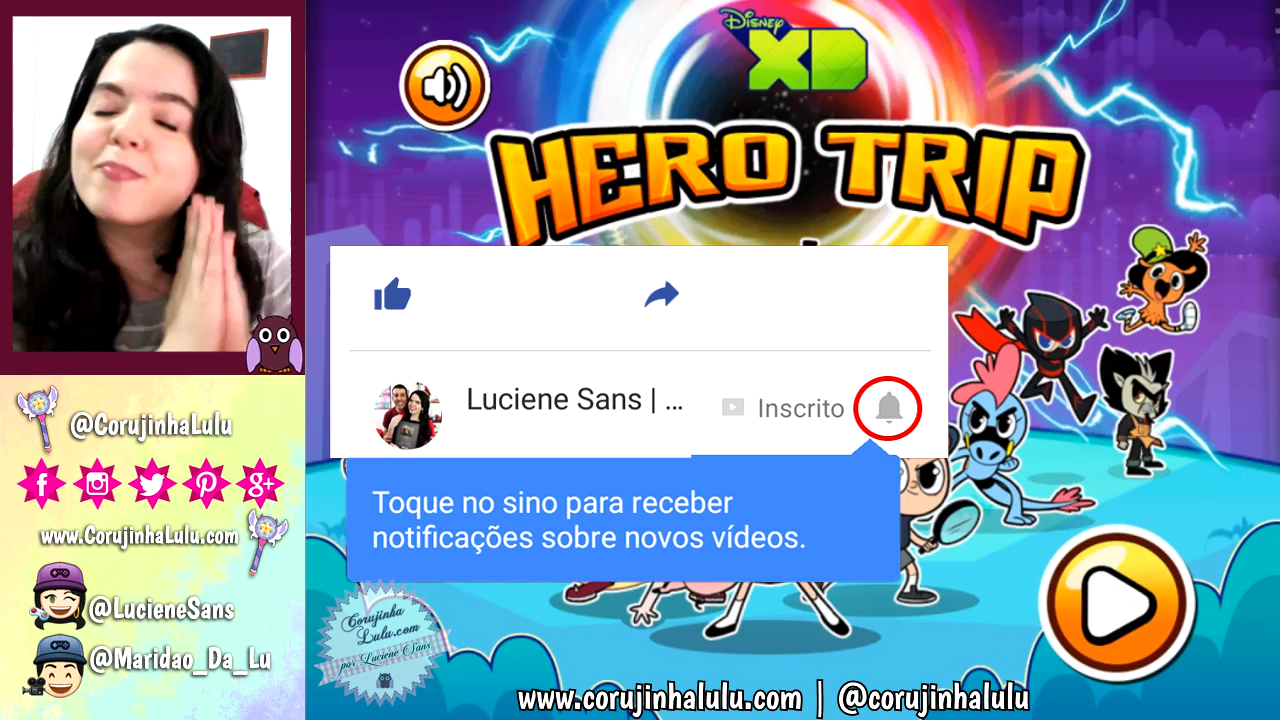 Disney
XD
HERO TRIP
Luciene Sans | ...
Inscrito
Toque no sino para receber
notificações sobre novos vídeos.
@CorujinhaLulu
f
g+
www.CorujinhaLulu.com
@LucieneSans
@Maridao_Da_Lu
Corujinha
Lulu.com
por Luciene Sans
www.corujinhalulu.com | @corujinhalulu